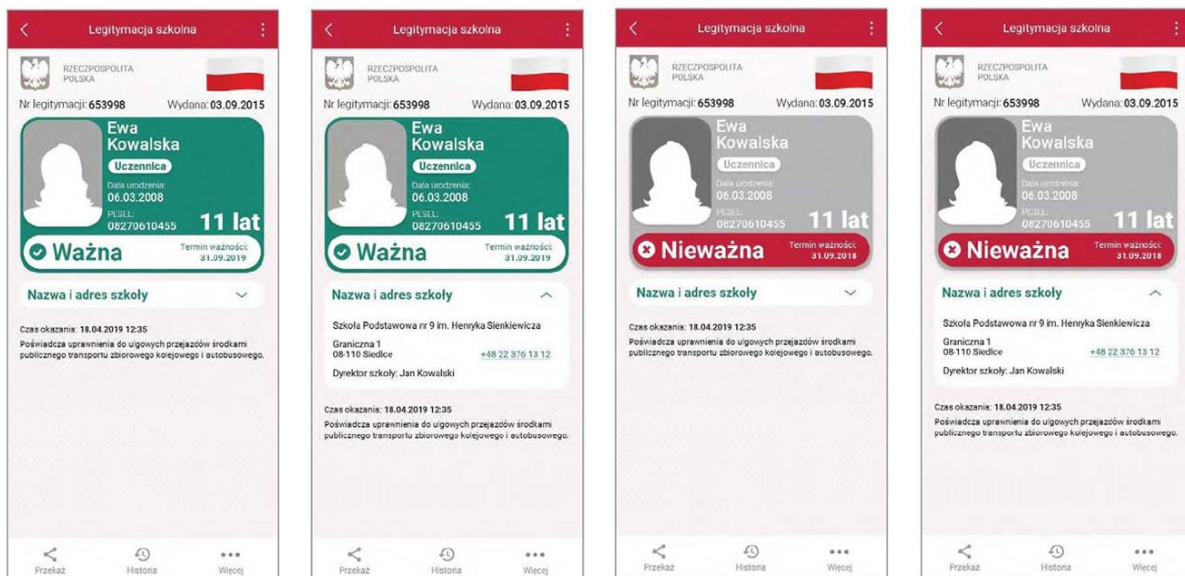 Legitymacja szkolna
RZECZPOSPOLITA
POLSKA
Nr legitymacji: 653998 Wydana: 03.09.2015
Ewa
Kowalska
Uczennica
Data urodzenia:
06.03.2008
PESEL:
08270610455
11 lat
Ważna
Termin ważności:
31.09.2019
Nazwa i adres szkoły
Czas okazania: 18.04.2019 12:35
Poświadcza uprawnienia do ulgowych przejazdów środkami
publicznego transportu zbiorowego kolejowego i autobusowego.
Przekaż Historia Więcej
Legitymacja szkolna
RZECZPOSPOLITA
POLSKA
Nr legitymacji: 653998 Wydana: 03.09.2015
Ewa
Kowalska
Uczennica
Data urodzenia:
06.03.2008
PESEL:
08270610455
11 lat
Ważna
Termin ważności:
31.09.2019
Nazwa i adres szkoły
Szkoła Podstawowa nr 9 im. Henryka Sienkiewicza
Graniczna 1
08-110 Siedlce +48 22 376 13 12
Dyrektor szkoły: Jan Kowalski
Czas okazania: 18.04.2019 12:35
Poświadcza uprawnienia do ulgowych przejazdów środkami
publicznego transportu zbiorowego kolejowego i autobusowego.
Przekaż Historia Więcej
Legitymacja szkolna
RZECZPOSPOLITA
POLSKA
Nr legitymacji: 653998 Wydana: 03.09.2015
Ewa
Kowalska
Uczennica
Data urodzenia:
06.03.2008
PESEL:
08270610455
11 lat
Nieważna
Termin ważności:
31.09.2018
Nazwa i adres szkoły
Czas okazania: 18.04.2019 12:35
Poświadcza uprawnienia do ulgowych przejazdów środkami
publicznego transportu zbiorowego kolejowego i autobusowego.
Przekaż Historia Więcej
Legitymacja szkolna
RZECZPOSPOLITA
POLSKA
Nr legitymacji: 653998 Wydana: 03.09.2015
Ewa
Kowalska
Uczennica
Data urodzenia:
06.03.2008
PESEL:
08270610455
11 lat
Nieważna
Termin ważności:
31.09.2018
Nazwa i adres szkoły
Szkoła Podstawowa nr 9 im. Henryka Sienkiewicza
Graniczna 1
08-110 Siedlce +48 22 376 13 12
Dyrektor szkoły: Jan Kowalski
Czas okazania: 18.04.2019 12:35
Poświadcza uprawnienia do ulgowych przejazdów środkami
publicznego transportu zbiorowego kolejowego i autobusowego.
Przekaż Historia Więcej